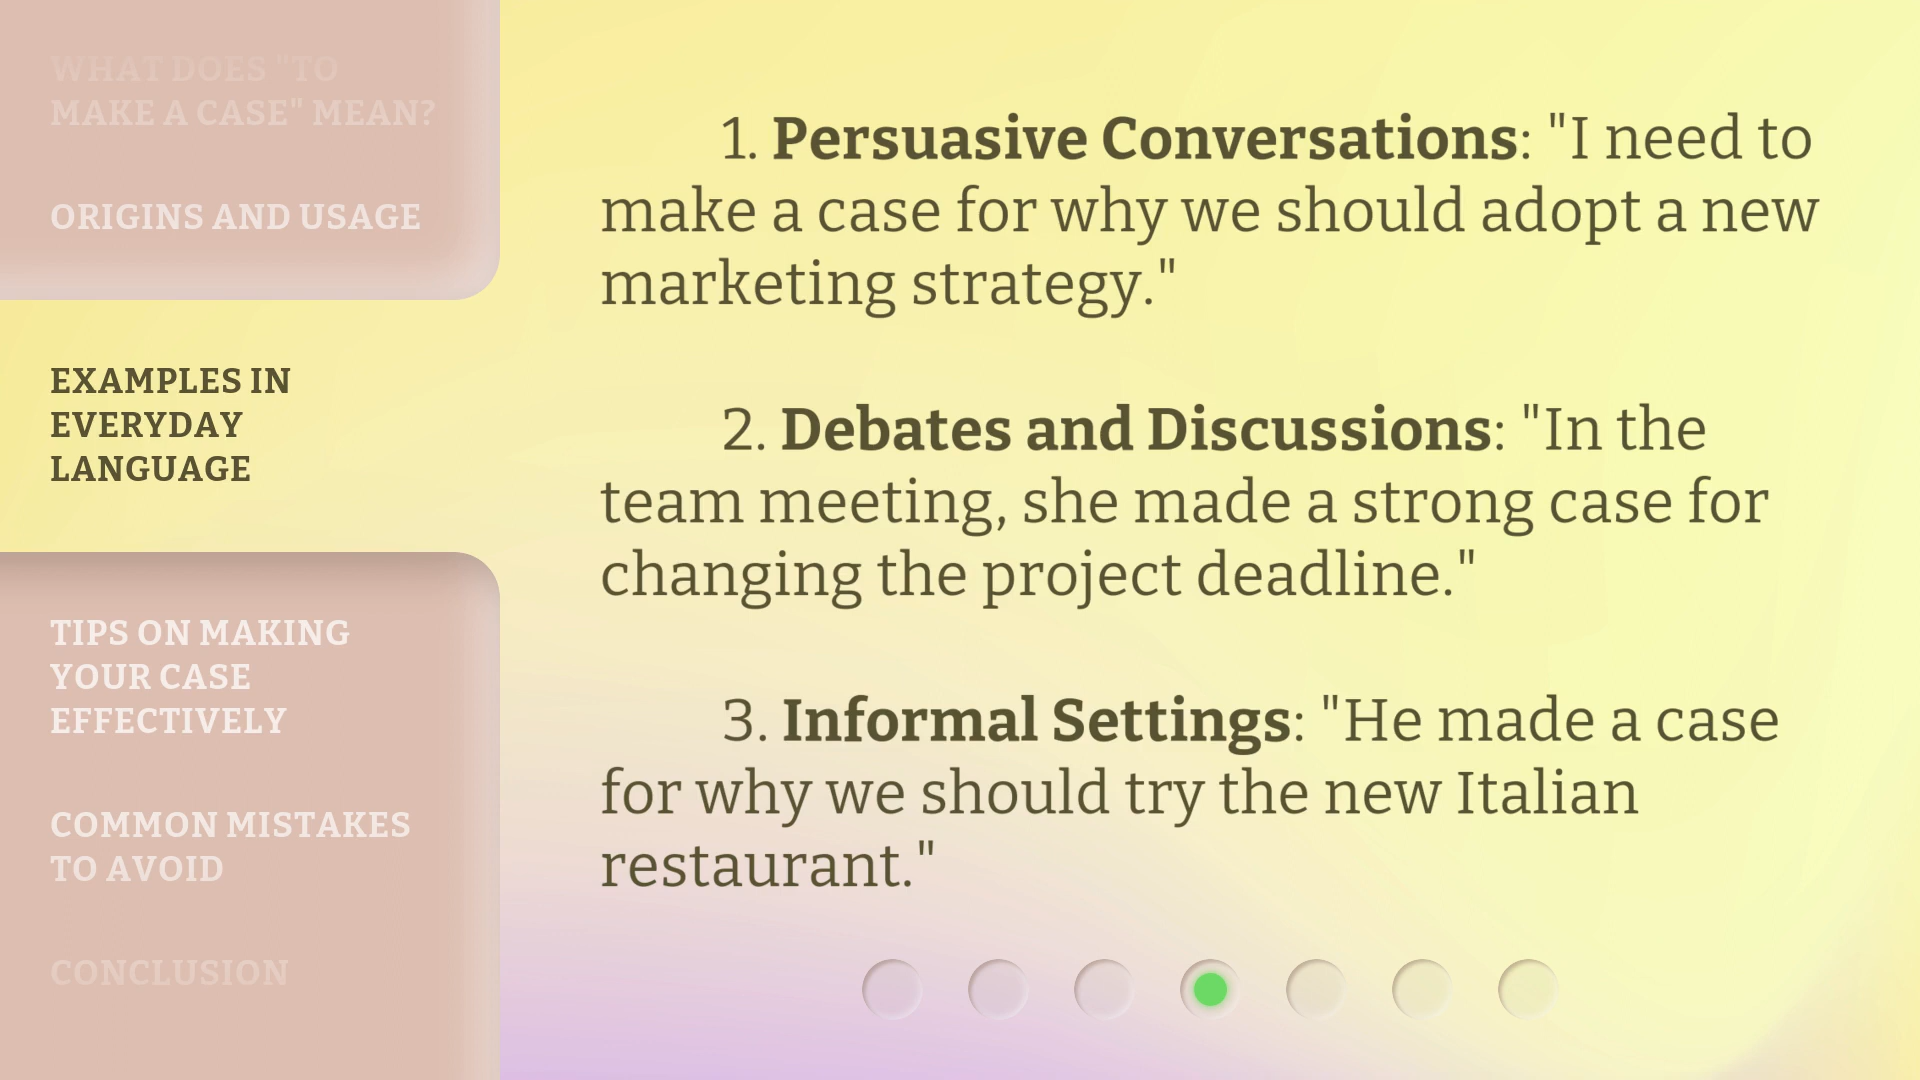 WHAT DOES "TO
MAKE A CASE" MEAN?
ORIGINS AND USAGE
EXAMPLES IN
EVERYDAY
LANGUAGE
TIPS ON MAKING
YOUR CASE
EFFECTIVELY
COMMON MISTAKES
TO AVOID
CONCLUSION
1. Persuasive Conversations: "I need to
make a case for why we should adopt a new
marketing strategy."
2. Debates and Discussions: "In the
team meeting, she made a strong case for
changing the project deadline."
3. Informal Settings: "He made a case
for why we should try the new Italian
restaurant."